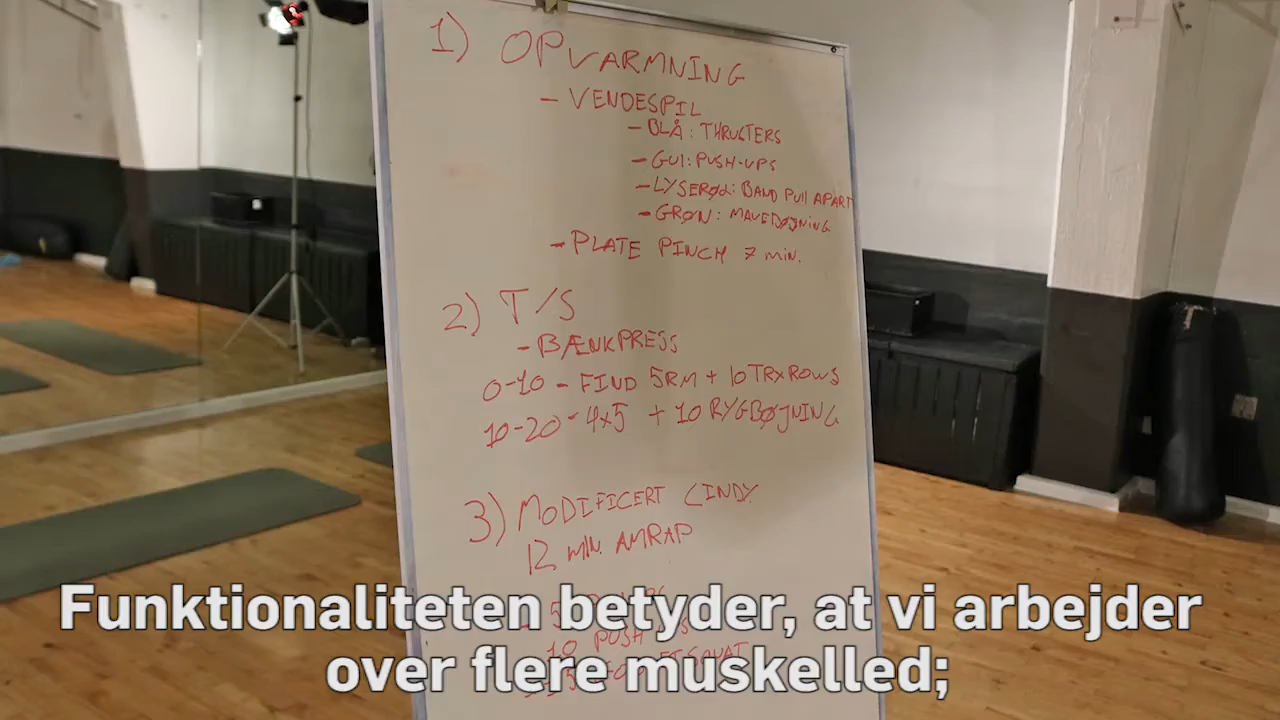 1) OPVARMNING
- VENDESPIL
- BLÅ: THRUSTERS
- GUL: PUSH-UPS
- LYSERØD: BAND PULL APART
- GRØN: MAVEBØJNING
- PLATE PINCH 7 MIN.
2) T/S
- BÆNKPRESS
0-10 - FIND 5RM + 10 TRX ROWS
10-20 - 4x5 + 10 RYGBØJNING
3) MODIFICERT CINDY
12 MIN. AMRAP
10 PUSH
Funktionaliteten betyder, at vi arbejder
over flere muskelled;